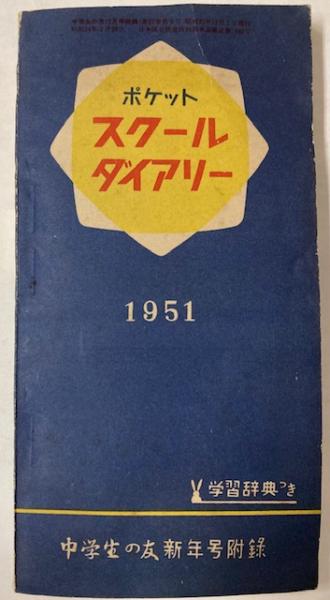 ポケット
スクール
ダイアリー
1951
学習辞典つき
中学生の友新年号附録